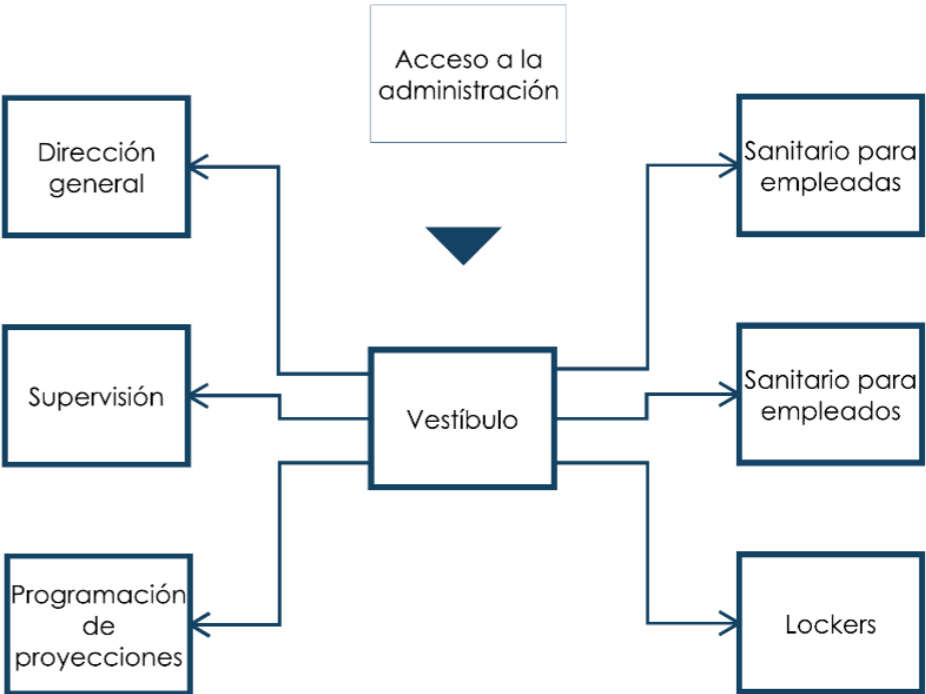 Acceso a la
administración
Dirección
general
Sanitario para
empleadas
Supervisión
Vestíbulo
Sanitario para
empleados
Programación
de
proyecciones
Lockers